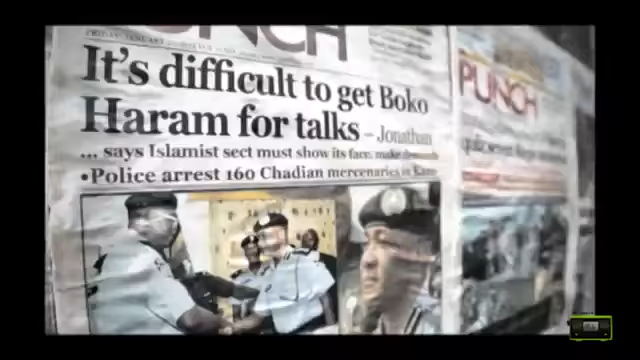 PUNCH
It's difficult to get Boko
Haram for talks – Jonathan
... says Islamist sect must show its face, make demands
•Police arrest 160 Chadian mercenaries in Kano
PUNCH